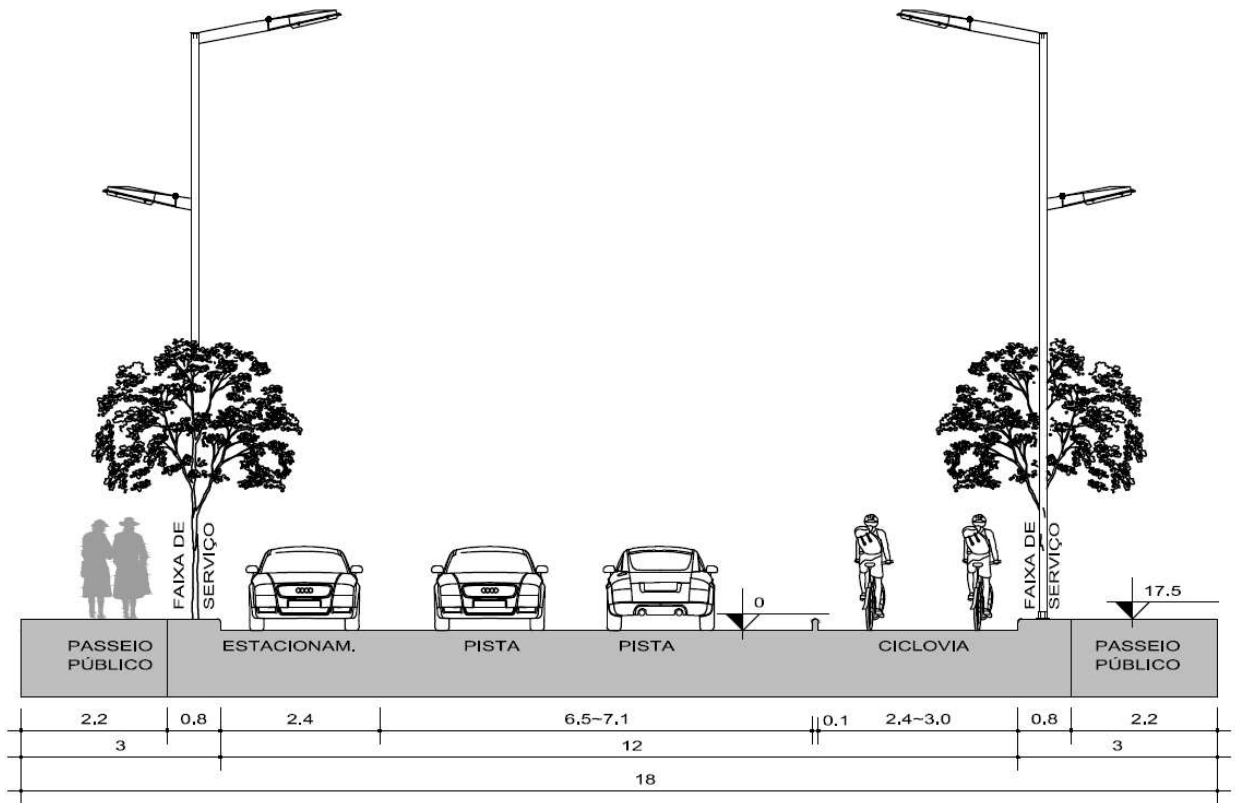 FAIXA DE
SERVIÇO
FAIXA DE
SERVIÇO
0
17.5
PASSEIO
PÚBLICO
ESTACIONAM.
PISTA
PISTA
CICLOVIA
PASSEIO
PÚBLICO
2.2
0.8
2.4
6.5~7.1
0.1
2.4~3.0
0.8
2.2
3
12
3
18